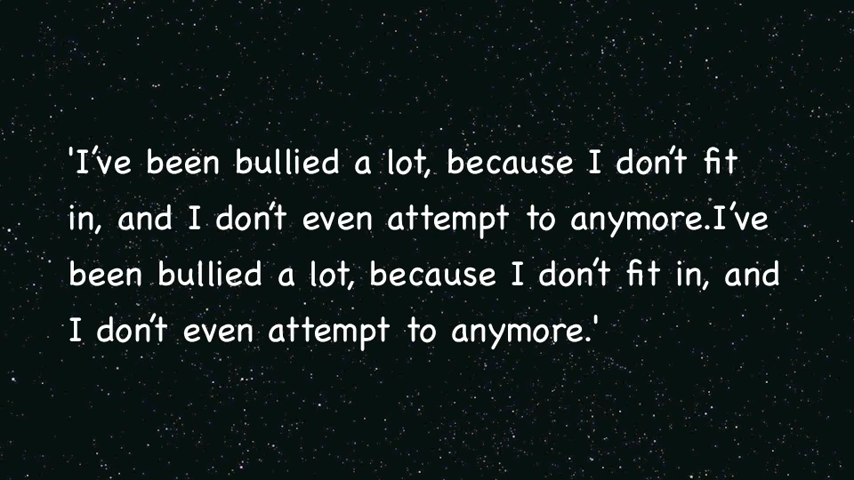 'I've been bullied a lot, because I don't fit
in, and I don't even attempt to anymore.I've
been bullied a lot, because I don't fit in, and
I don't even attempt to anymore.'